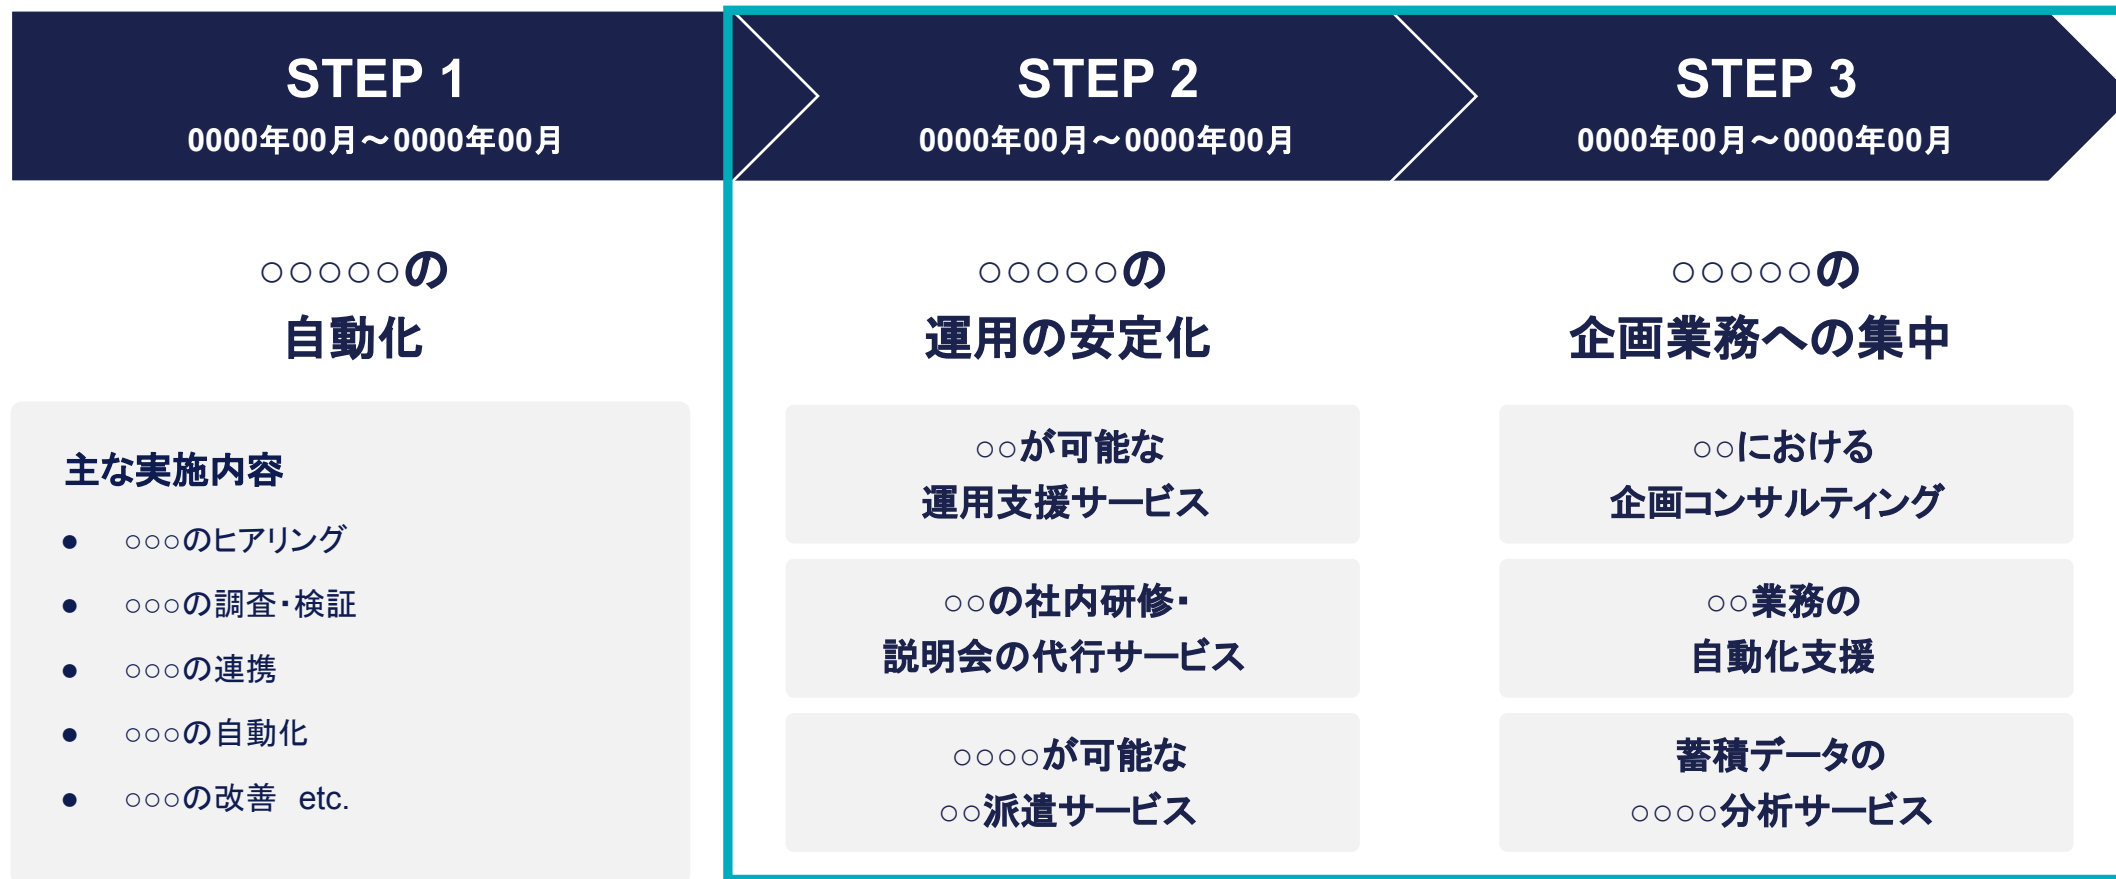 STEP 1
0000年00月～0000年00月
○○○○○の
自動化
主な実施内容
● ○○○のヒアリング
● ○○○の調査・検証
● ○○○の連携
● ○○○の自動化
● ○○○の改善　etc.
STEP 2
0000年00月～0000年00月
○○○○○の
運用の安定化
○○が可能な
運用支援サービス
○○の社内研修・
説明会の代行サービス
○○○○が可能な
○○派遣サービス
STEP 3
0000年00月～0000年00月
○○○○○の
企画業務への集中
○○における
企画コンサルティング
○○業務の
自動化支援
蓄積データの
○○○○分析サービス